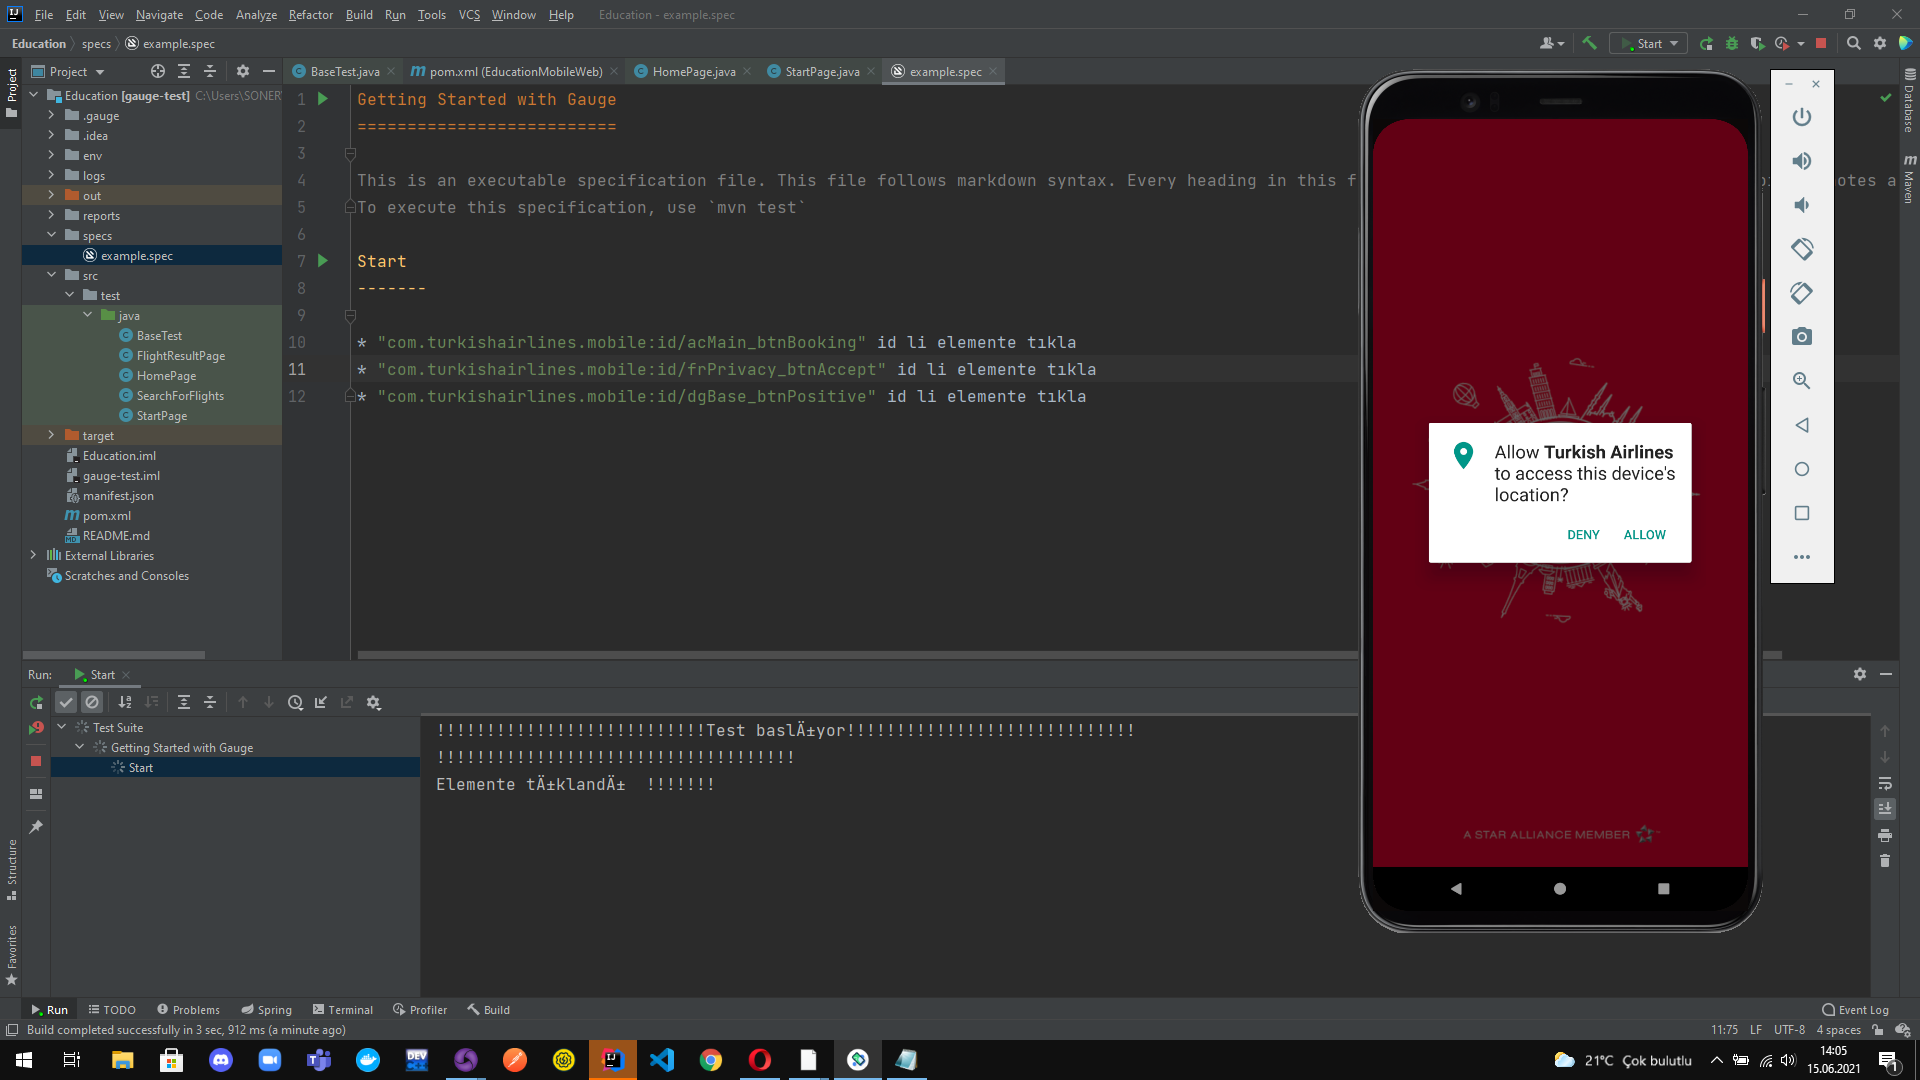 File Edit View Navigate Code Analyze Refactor Build Run Tools VCS Window Help Education - example.spec
Education specs example.spec
Start
Project
BaseTest.java pom.xml (EducationMobileWeb) HomePage.java StartPage.java example.spec
Project
Education [gauge-test] C:\Users\SONER
.gauge
.idea
env
logs
out
reports
specs
example.spec
src
test
java
BaseTest
FlightResultPage
HomePage
SearchForFlights
StartPage
target
Education.iml
gauge-test.iml
manifest.json
pom.xml
README.md
External Libraries
Scratches and Consoles
1 Getting Started with Gauge
2 ==========================
3
4 This is an executable specification file. This file follows markdown syntax. Every heading in this f
otes a
5 To execute this specification, use `mvn test`
6
7 Start
8 -------
9
10 * "com.turkishairlines.mobile:id/acMain_btnBooking" id li elemente tıkla
11 * "com.turkishairlines.mobile:id/frPrivacy_btnAccept" id li elemente tıkla
12 * "com.turkishairlines.mobile:id/dgBase_btnPositive" id li elemente tıkla
Database
Maven
Allow Turkish Airlines
to access this device's
location?
DENY ALLOW
A STAR ALLIANCE MEMBER
Run: Start
Test Suite
Getting Started with Gauge
Start
!!!!!!!!!!!!!!!!!!!!!!!!!!!Test baslÄ±yor!!!!!!!!!!!!!!!!!!!!!!!!!!!!!
!!!!!!!!!!!!!!!!!!!!!!!!!!!!!!!!!!!!
Elemente tÄ±klandÄ± !!!!!!!
Structure
Favorites
Run TODO Problems Spring Terminal Profiler Build Event Log
Build completed successfully in 3 sec, 912 ms (a minute ago) 11:75 LF UTF-8 4 spaces
21°C Çok bulutlu
14:05
15.06.2021
1